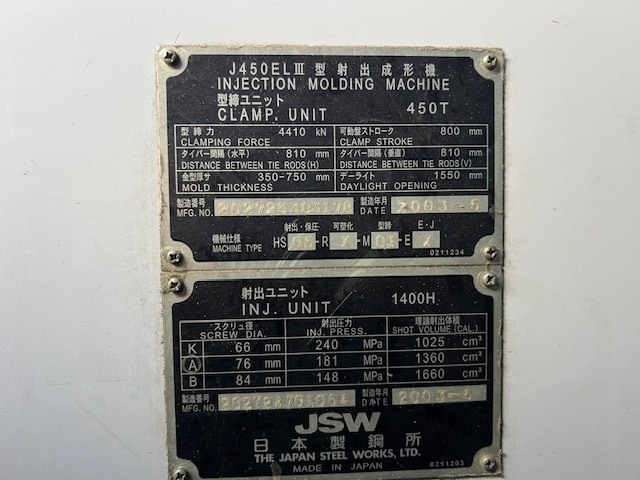 J450ELⅢ 型 射 出 成 形 機
INJECTION MOLDING MACHINE
型締ユニット
CLAMP. UNIT 450T
型 締 力 4410 kN 可動盤ストローク 800 mm
CLAMPING FORCE CLAMP STROKE
タイバー間隔 (水平) 810 mm タイバー間隔 (垂直) 810 mm
DISTANCE BETWEEN TIE RODS(H) DISTANCE BETWEEN TIE RODS(V)
金型厚サ 350-750 mm デーライト 1550 mm
MOLD THICKNESS DAYLIGHT OPENING
製造番号 製造年月
MFG. NO. DATE 2003-5
射出・保圧 可塑化 型締 E・J
機械仕様
MACHINE TYPE HS -R X -M -E X
0211234
射出ユニット
INJ. UNIT 1400H
スクリュ径 射出圧力 理論射出体積
SCREW DIA. INJ. PRESS. SHOT VOLUME (CAL.)
K 66 mm 240 MPa 1025 cm³
A 76 mm 181 MPa 1360 cm³
B 84 mm 148 MPa 1660 cm³
製造番号 製造年月
MFG. NO. DATE
JSW
日 本 製 鋼 所
THE JAPAN STEEL WORKS, LTD.
MADE IN JAPAN
0211203